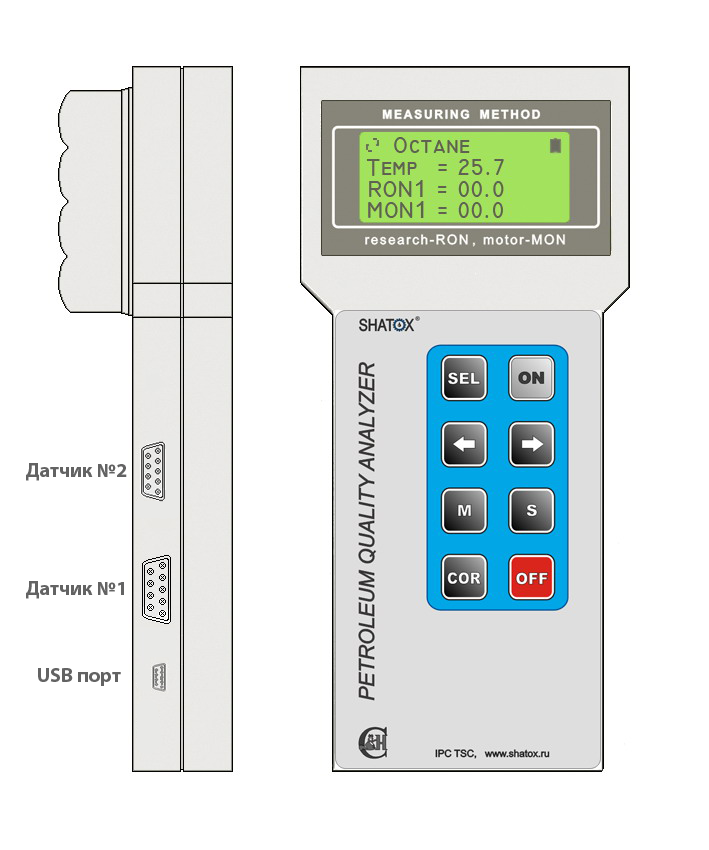 MEASURING METHOD
OCTANE
TEMP = 25.7
RON1 = 00.0
MON1 = 00.0
research-RON, motor-MON
SHATOX®
PETROLEUM QUALITY ANALYZER
SEL ON
M S
COR OFF
Датчик №2
Датчик №1
USB порт
IPC TSC, www.shatox.ru